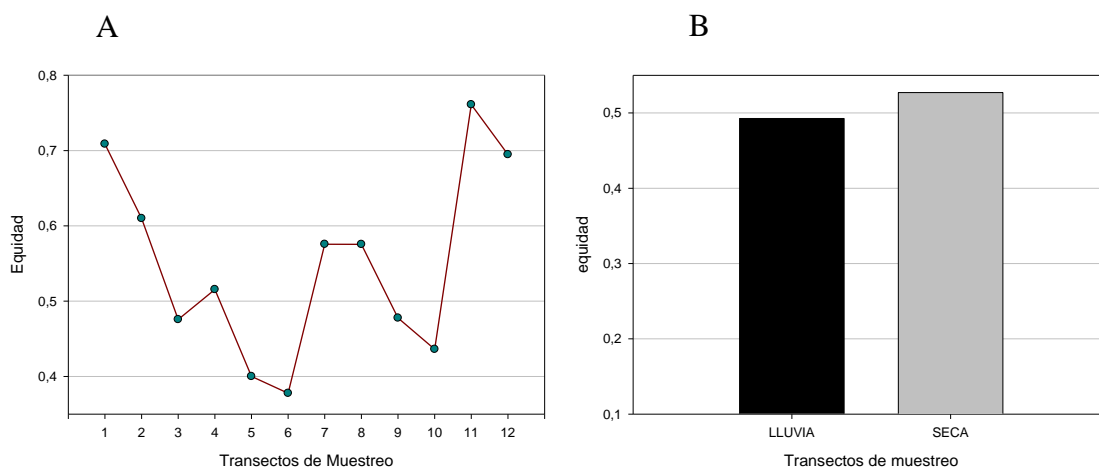 A
0,8
0,7
0,6
0,5
0,4
Equidad
1 2 3 4 5 6 7 8 9 10 11 12
Transectos de Muestreo
B
0,5
0,4
0,3
0,2
0,1
equidad
LLUVIA SECA
Transectos de muestreo